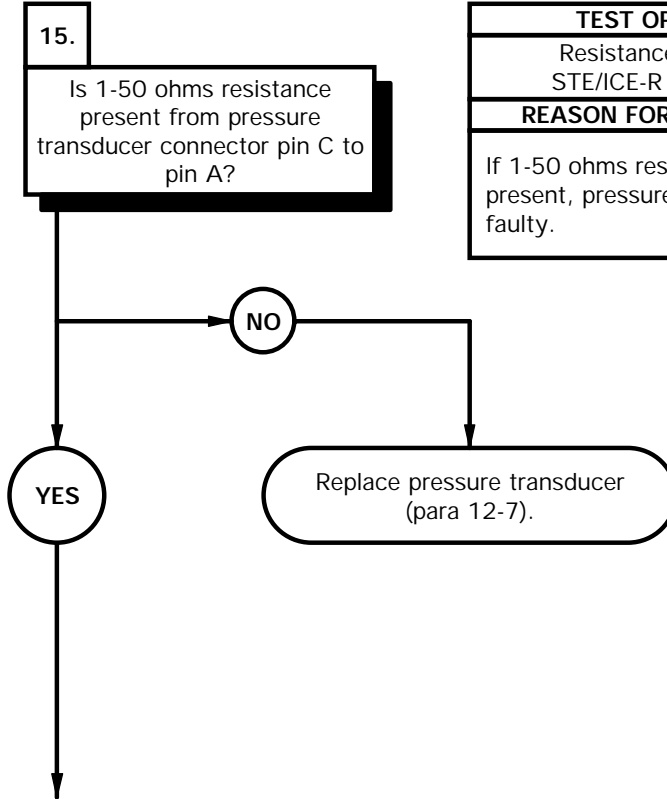 15.
Is 1-50 ohms resistance
present from pressure
transducer connector pin C to
pin A?
TEST OP
Resistance
STE/ICE-R
REASON FOR
If 1-50 ohms res
present, pressure
faulty.
NO
YES
Replace pressure transducer
(para 12-7).